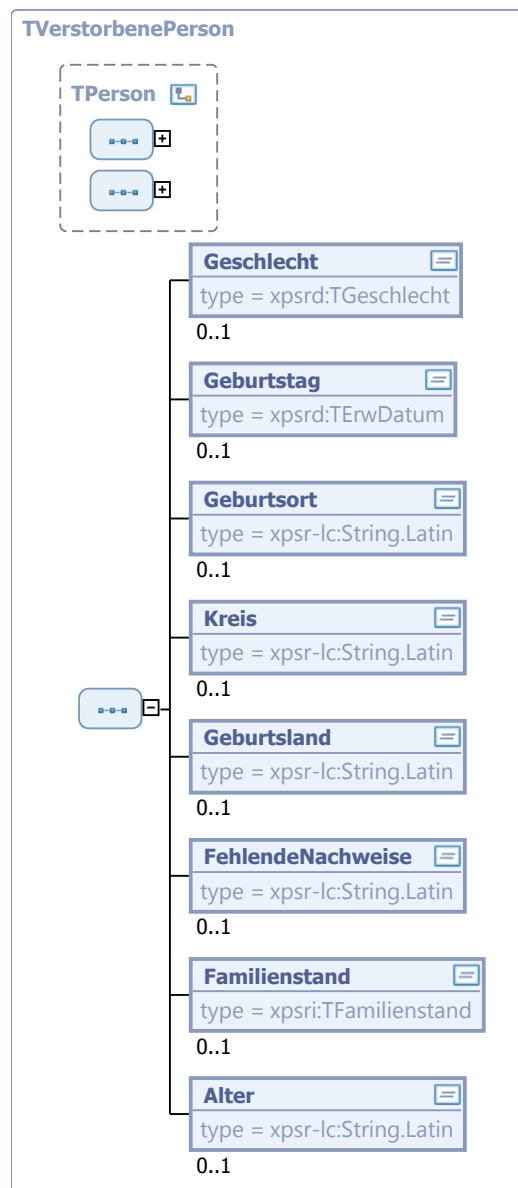 TVerstorbenePerson
TPerson
Geschlecht
type = xpsrd:TGeschlecht
0..1
Geburtstag
type = xpsrd:TErwDatum
0..1
Geburtsort
type = xpsr-lc:String.Latin
0..1
Kreis
type = xpsr-lc:String.Latin
0..1
Geburtsland
type = xpsr-lc:String.Latin
0..1
FehlendeNachweise
type = xpsr-lc:String.Latin
0..1
Familienstand
type = xpsri:TFamilienstand
0..1
Alter
type = xpsr-lc:String.Latin
0..1